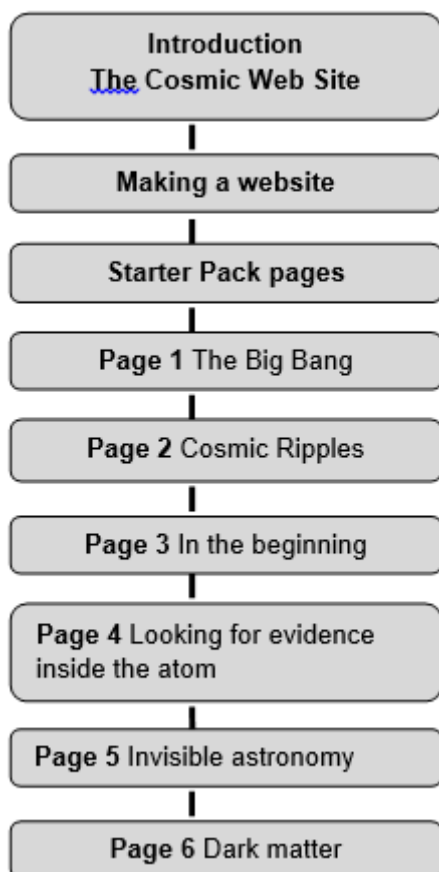 Introduction
The Cosmic Web Site
Making a website
Starter Pack pages
Page 1 The Big Bang
Page 2 Cosmic Ripples
Page 3 In the beginning
Page 4 Looking for evidence
inside the atom
Page 5 Invisible astronomy
Page 6 Dark matter